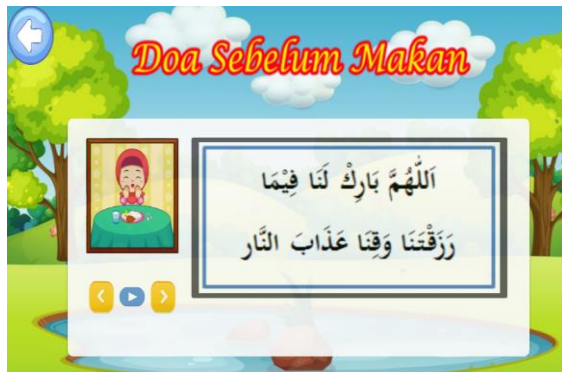 Doa Sebelum Makan
اَللّٰهُمَّ بَارِكْ لَنَا فِيْمَا
رَزَقْتَنَا وَقِنَا عَذَابَ النَّار